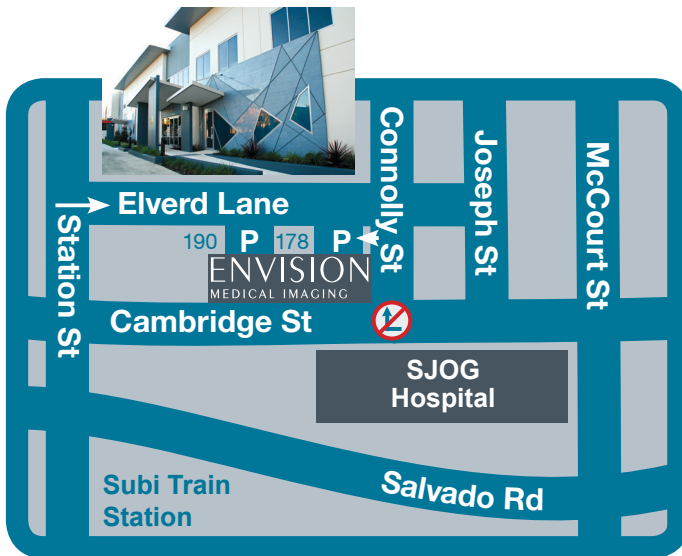 Connolly St
Joseph St
McCourt St
Elverd Lane
Station St
190 P 178 P
ENVISION
MEDICAL IMAGING
Cambridge St
SJOG
Hospital
Salvado Rd
Subi Train
Station